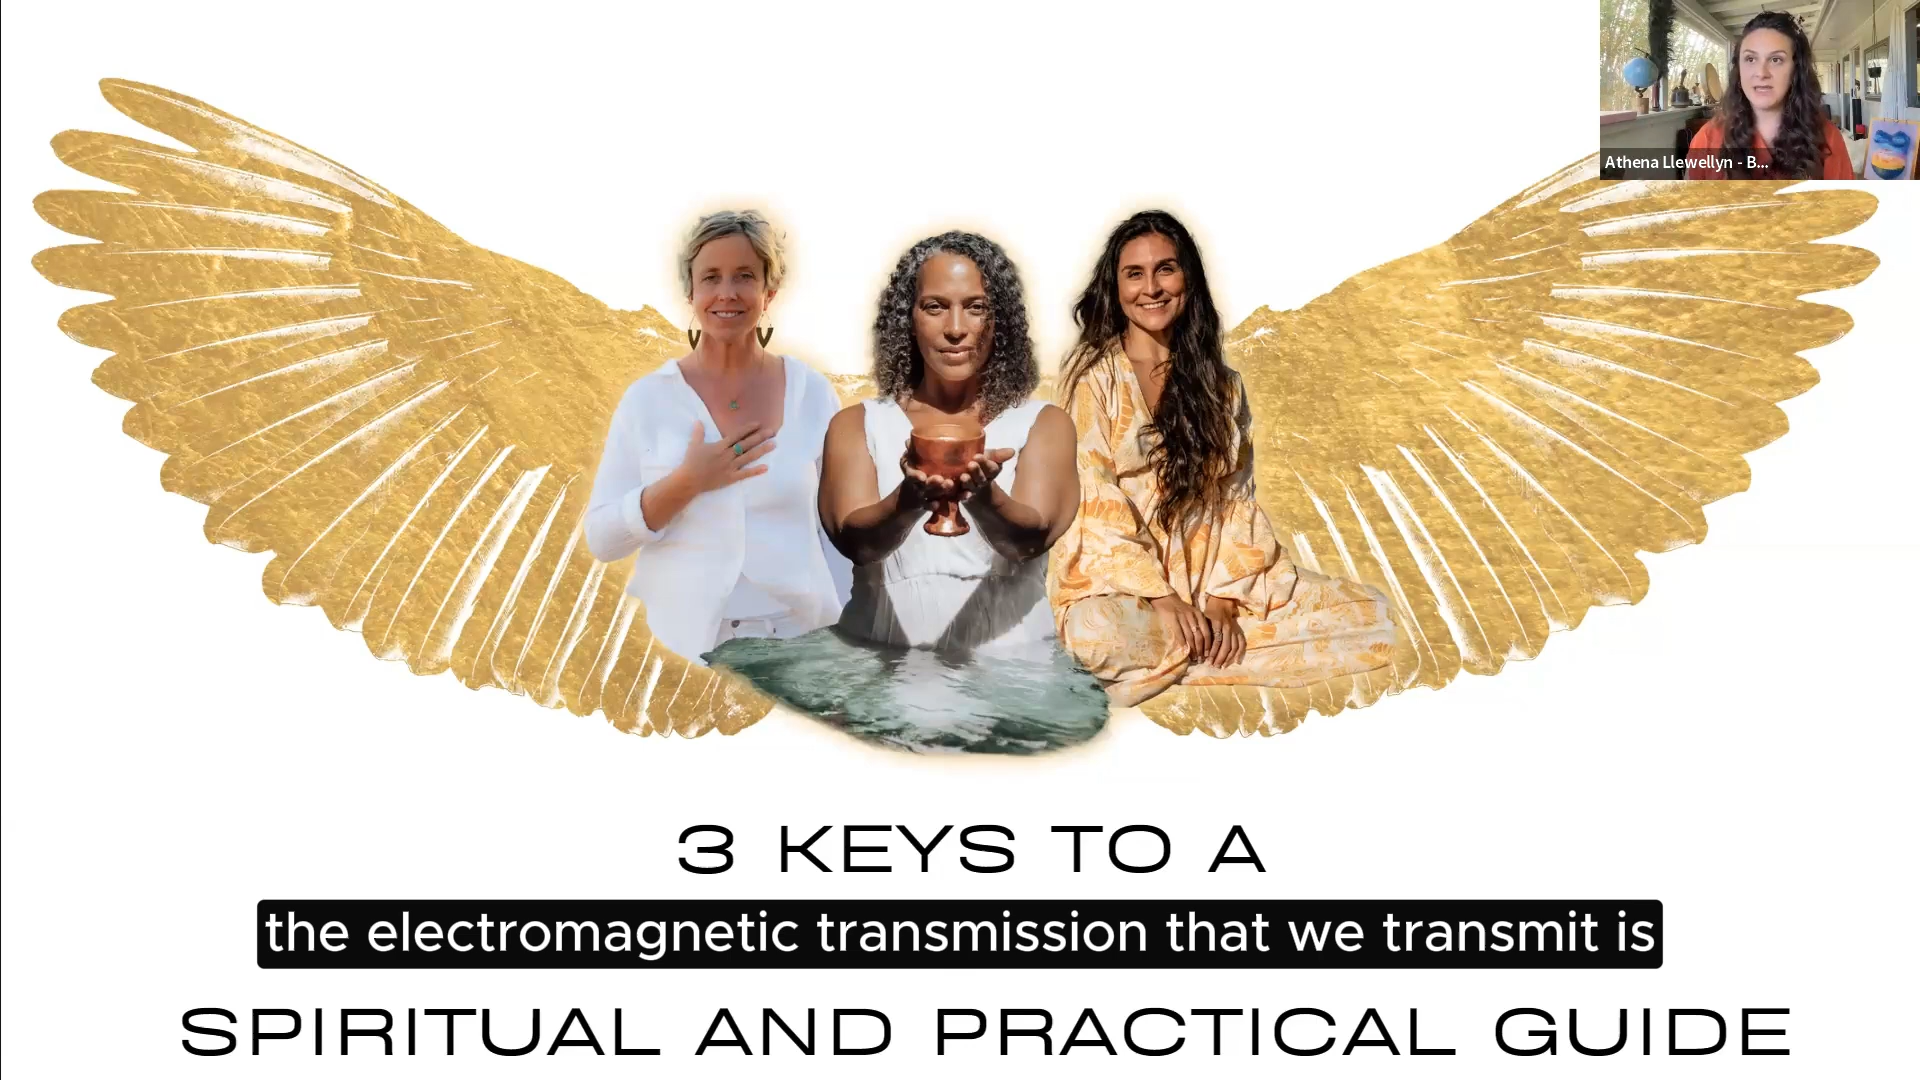 Athena Llewellyn - B...
3 KEYS TO A
the electromagnetic transmission that we transmit is
SPIRITUAL AND PRACTICAL GUIDE